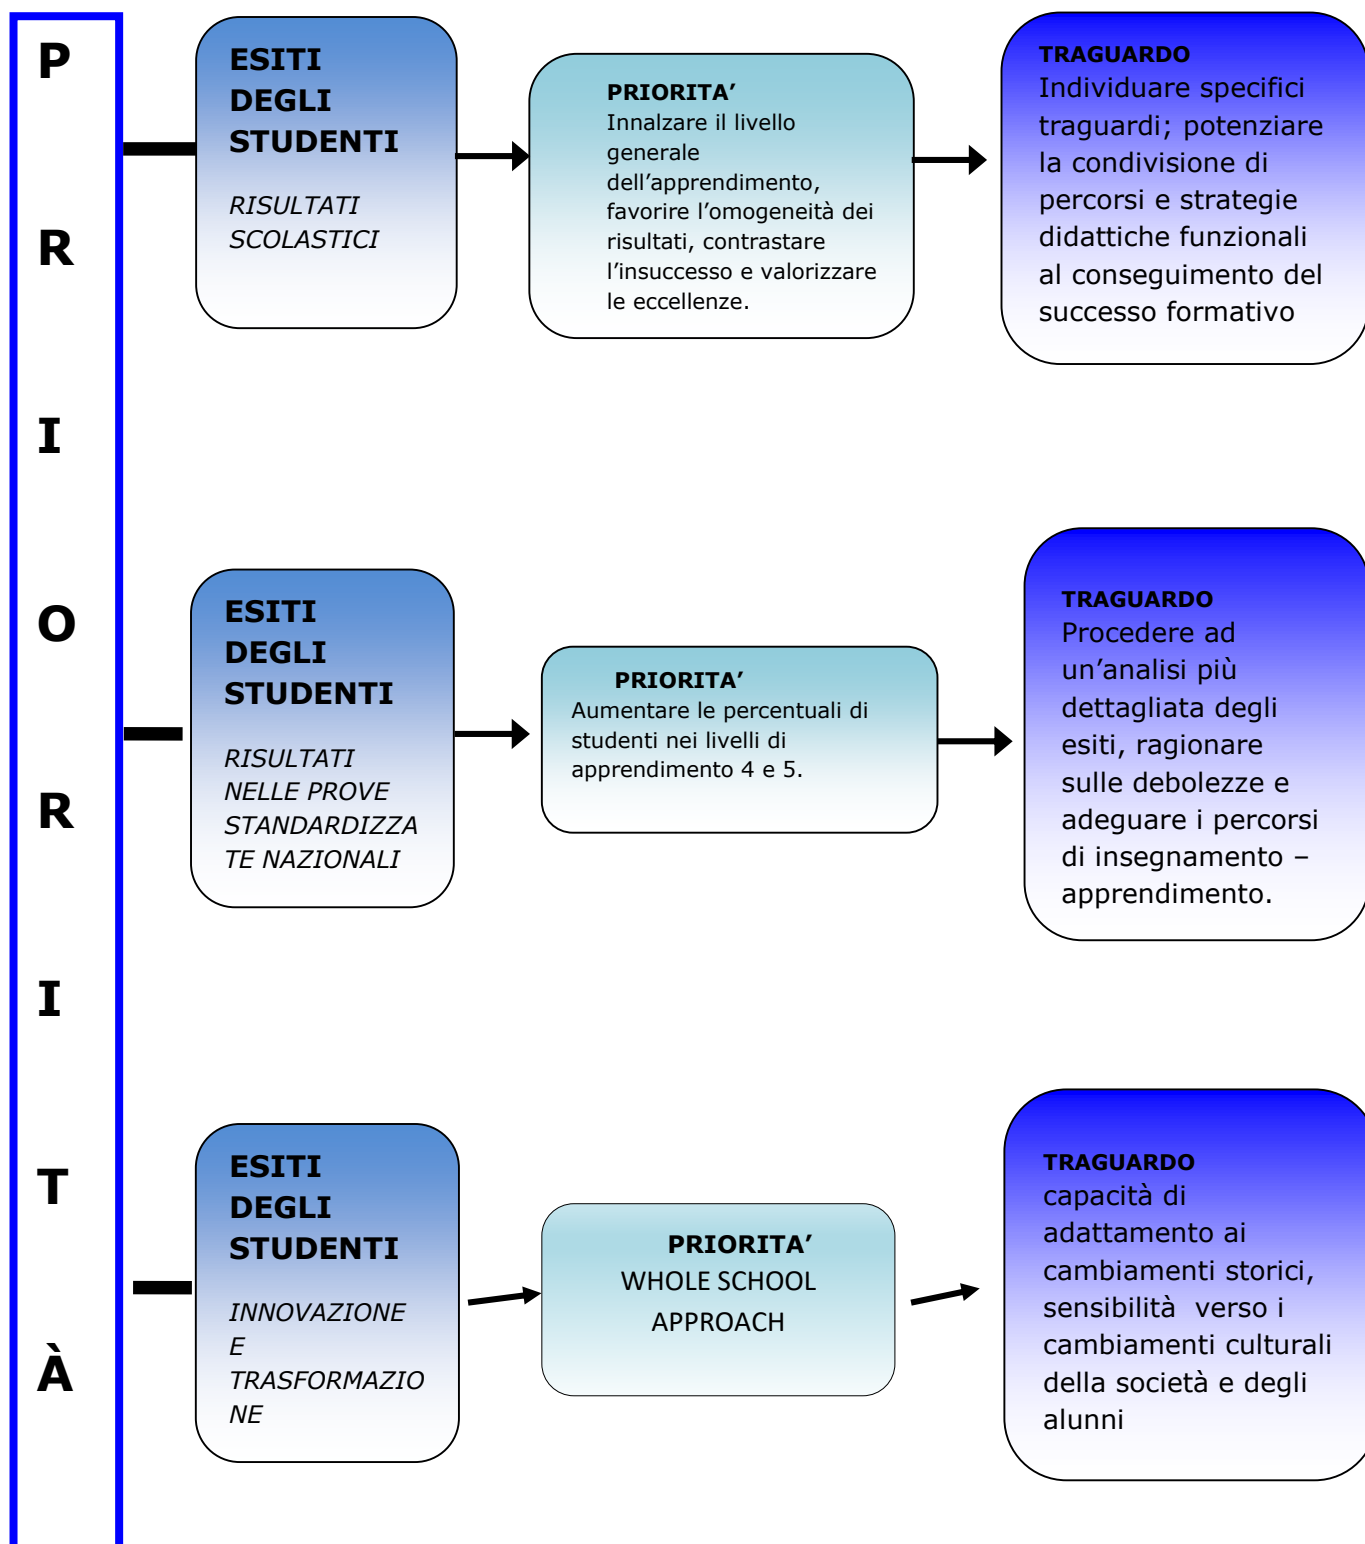 P
R
I
O
R
I
T
À
ESITI
DEGLI
STUDENTI
RISULTATI
SCOLASTICI
PRIORITA’
Innalzare il livello
generale
dell’apprendimento,
favorire l’omogeneità dei
risultati, contrastare
l’insuccesso e valorizzare
le eccellenze.
TRAGUARDO
Individuare specifici
traguardi; potenziare
la condivisione di
percorsi e strategie
didattiche funzionali
al conseguimento del
successo formativo
ESITI
DEGLI
STUDENTI
RISULTATI
NELLE PROVE
STANDARDIZZA
TE NAZIONALI
PRIORITA’
Aumentare le percentuali di
studenti nei livelli di
apprendimento 4 e 5.
TRAGUARDO
Procedere ad
un’analisi più
dettagliata degli
esiti, ragionare
sulle debolezze e
adeguare i percorsi
di insegnamento –
apprendimento.
ESITI
DEGLI
STUDENTI
INNOVAZIONE
E
TRASFORMAZIO
NE
PRIORITA’
WHOLE SCHOOL
APPROACH
TRAGUARDO
capacità di
adattamento ai
cambiamenti storici,
sensibilità  verso i
cambiamenti culturali
della società e degli
alunni